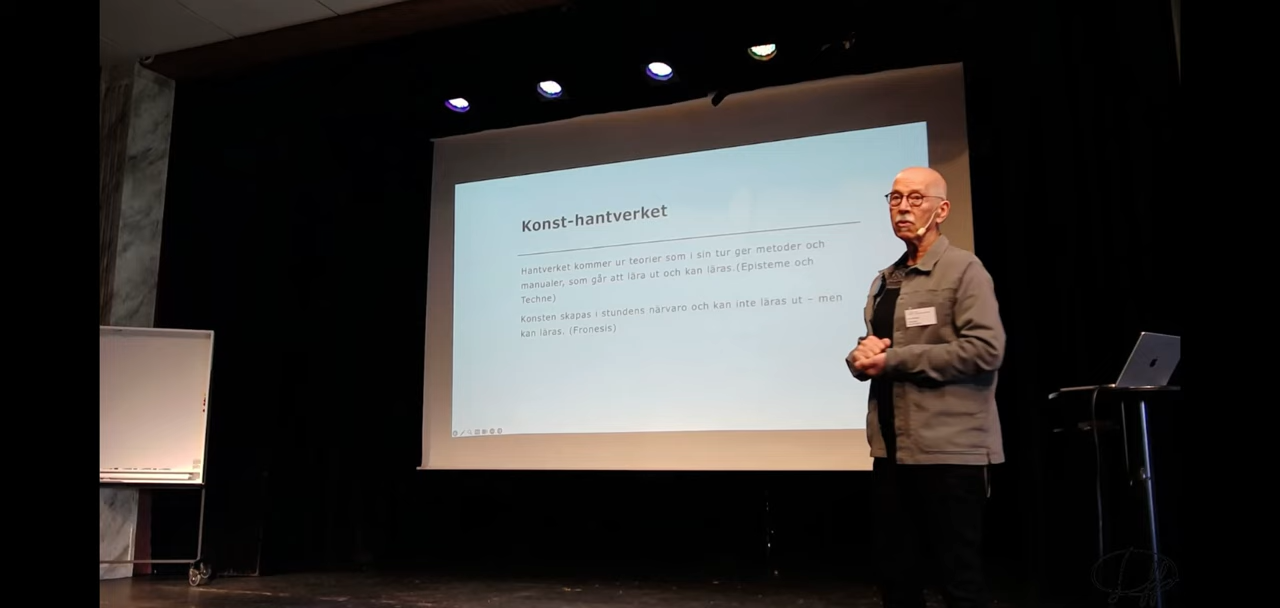 Konst-hantverket
Hantverket kommer ur teorier som i sin tur ger metoder och
manualer, som går att lära ut och kan läras.(Episteme och
Techne)
Konsten skapas i stundens närvaro och kan inte läras ut – men
kan läras. (Fronesis)